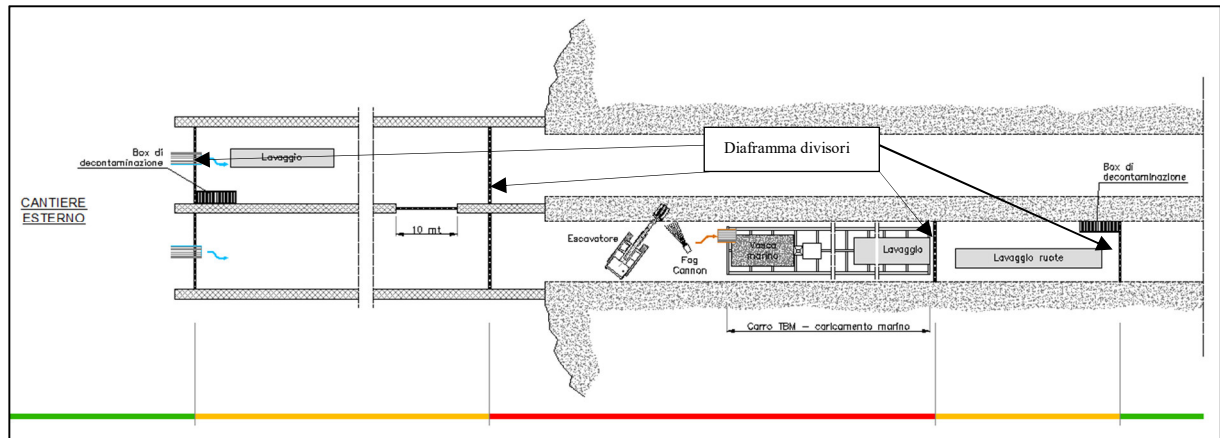 Box di
decontaminazione
Lavaggio
Diaframma divisori
Box di
decontaminazione
CANTIERE
ESTERNO
10 mt
Escavatore
Fog
Cannon
Vasca
marino
Lavaggio
Lavaggio ruote
Carro TBM – caricamento marino